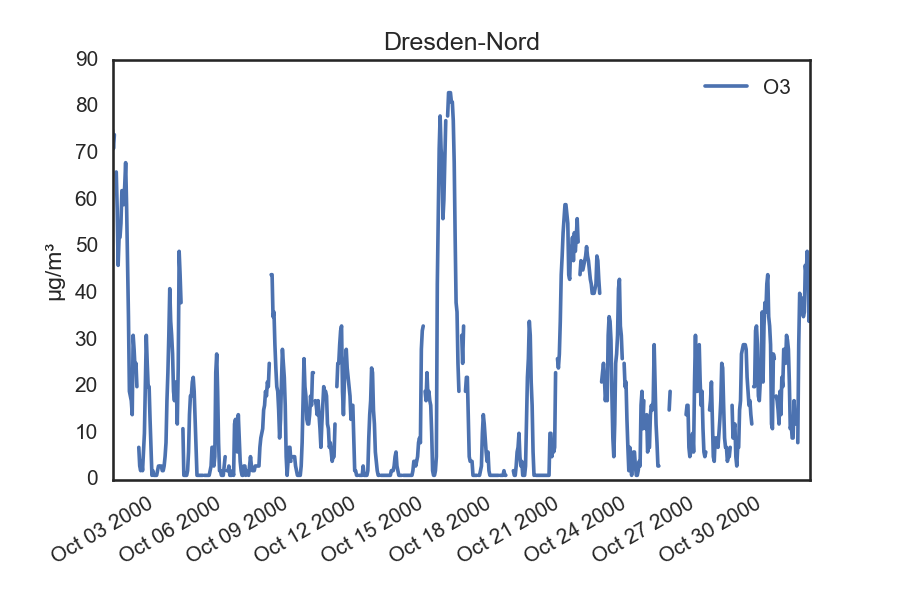 Dresden-Nord
O3
µg/m³
90
80
70
60
50
40
30
20
10
0
Oct 03 2000
Oct 06 2000
Oct 09 2000
Oct 12 2000
Oct 15 2000
Oct 18 2000
Oct 21 2000
Oct 24 2000
Oct 27 2000
Oct 30 2000